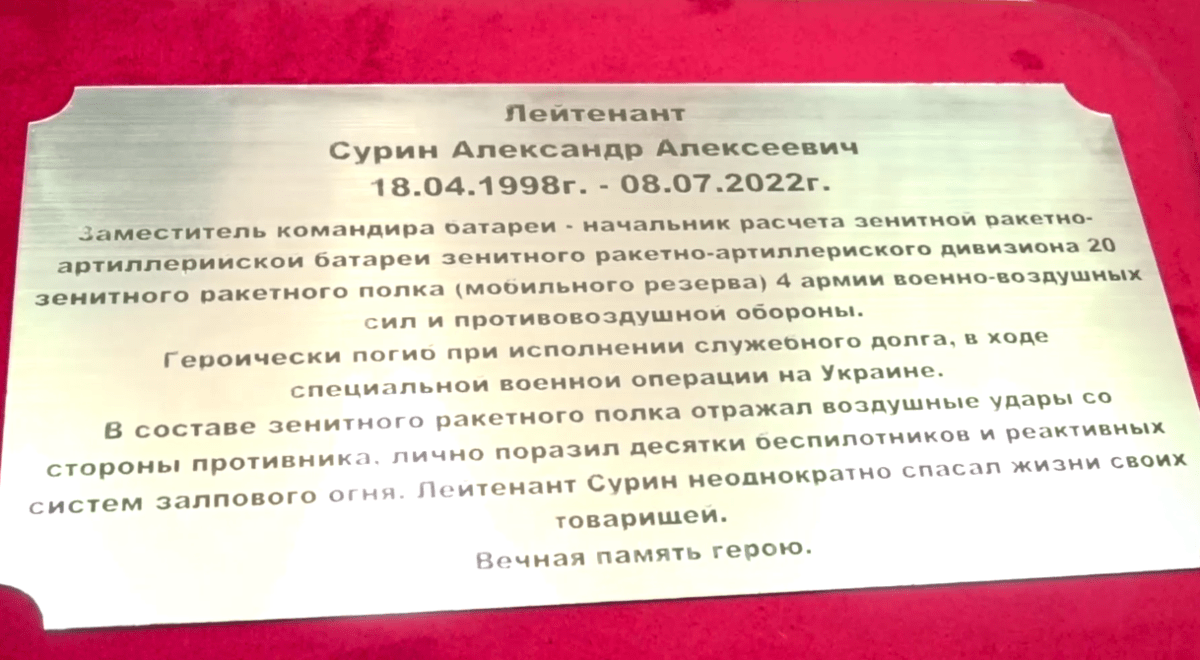 Лейтенант
Сурин Александр Алексеевич
18.04.1998г. - 08.07.2022г.
Заместитель командира батареи - начальник расчета зенитной ракетно-
артиллерийской батареи зенитного ракетно-артиллериского дивизиона 20
зенитного ракетного полка (мобильного резерва) 4 армии военно-воздушных
сил и противовоздушной обороны.
Героически погиб при исполнении служебного долга, в ходе
специальной военной операции на Украине.
В составе зенитного ракетного полка отражал воздушные удары со
стороны противника, лично поразил десятки беспилотников и реактивных
систем залпового огня. Лейтенант Сурин неоднократно спасал жизни своих
товарищей.
Вечная память герою.